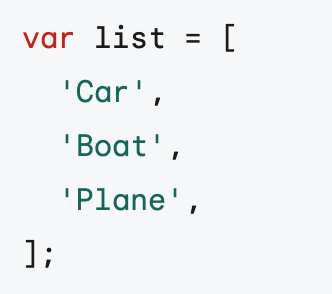 var list = [
  'Car',
  'Boat',
  'Plane',
];